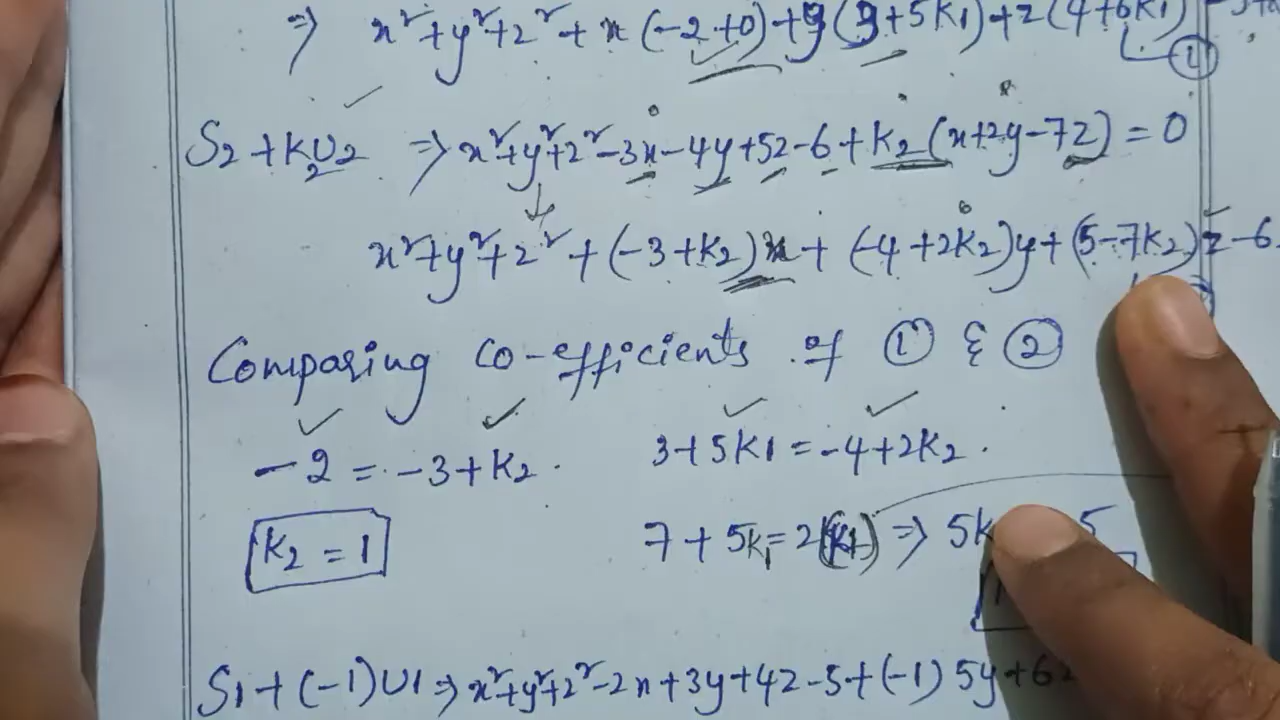 ⇒ x²+y²+z²+x(-2+0)+y(3+5k1)+z(4+6k1)
①
S2+k2U2 ⇒ x²+y²+z²-3x-4y+5z-6+k2(x+2y-7z)=0
x²+y²+z²+(-3+k2)x+(-4+2k2)y+(5-7k2)z-6
Comparing co-efficients of ① & ②
-2=-3+k2. 3+5k1=-4+2k2.
k2=1 7+5k1=2(1) ⇒ 5k 5
S1+(-1)U1⇒x²+y²+z²-2x+3y+4z-5+(-1)5y+6z